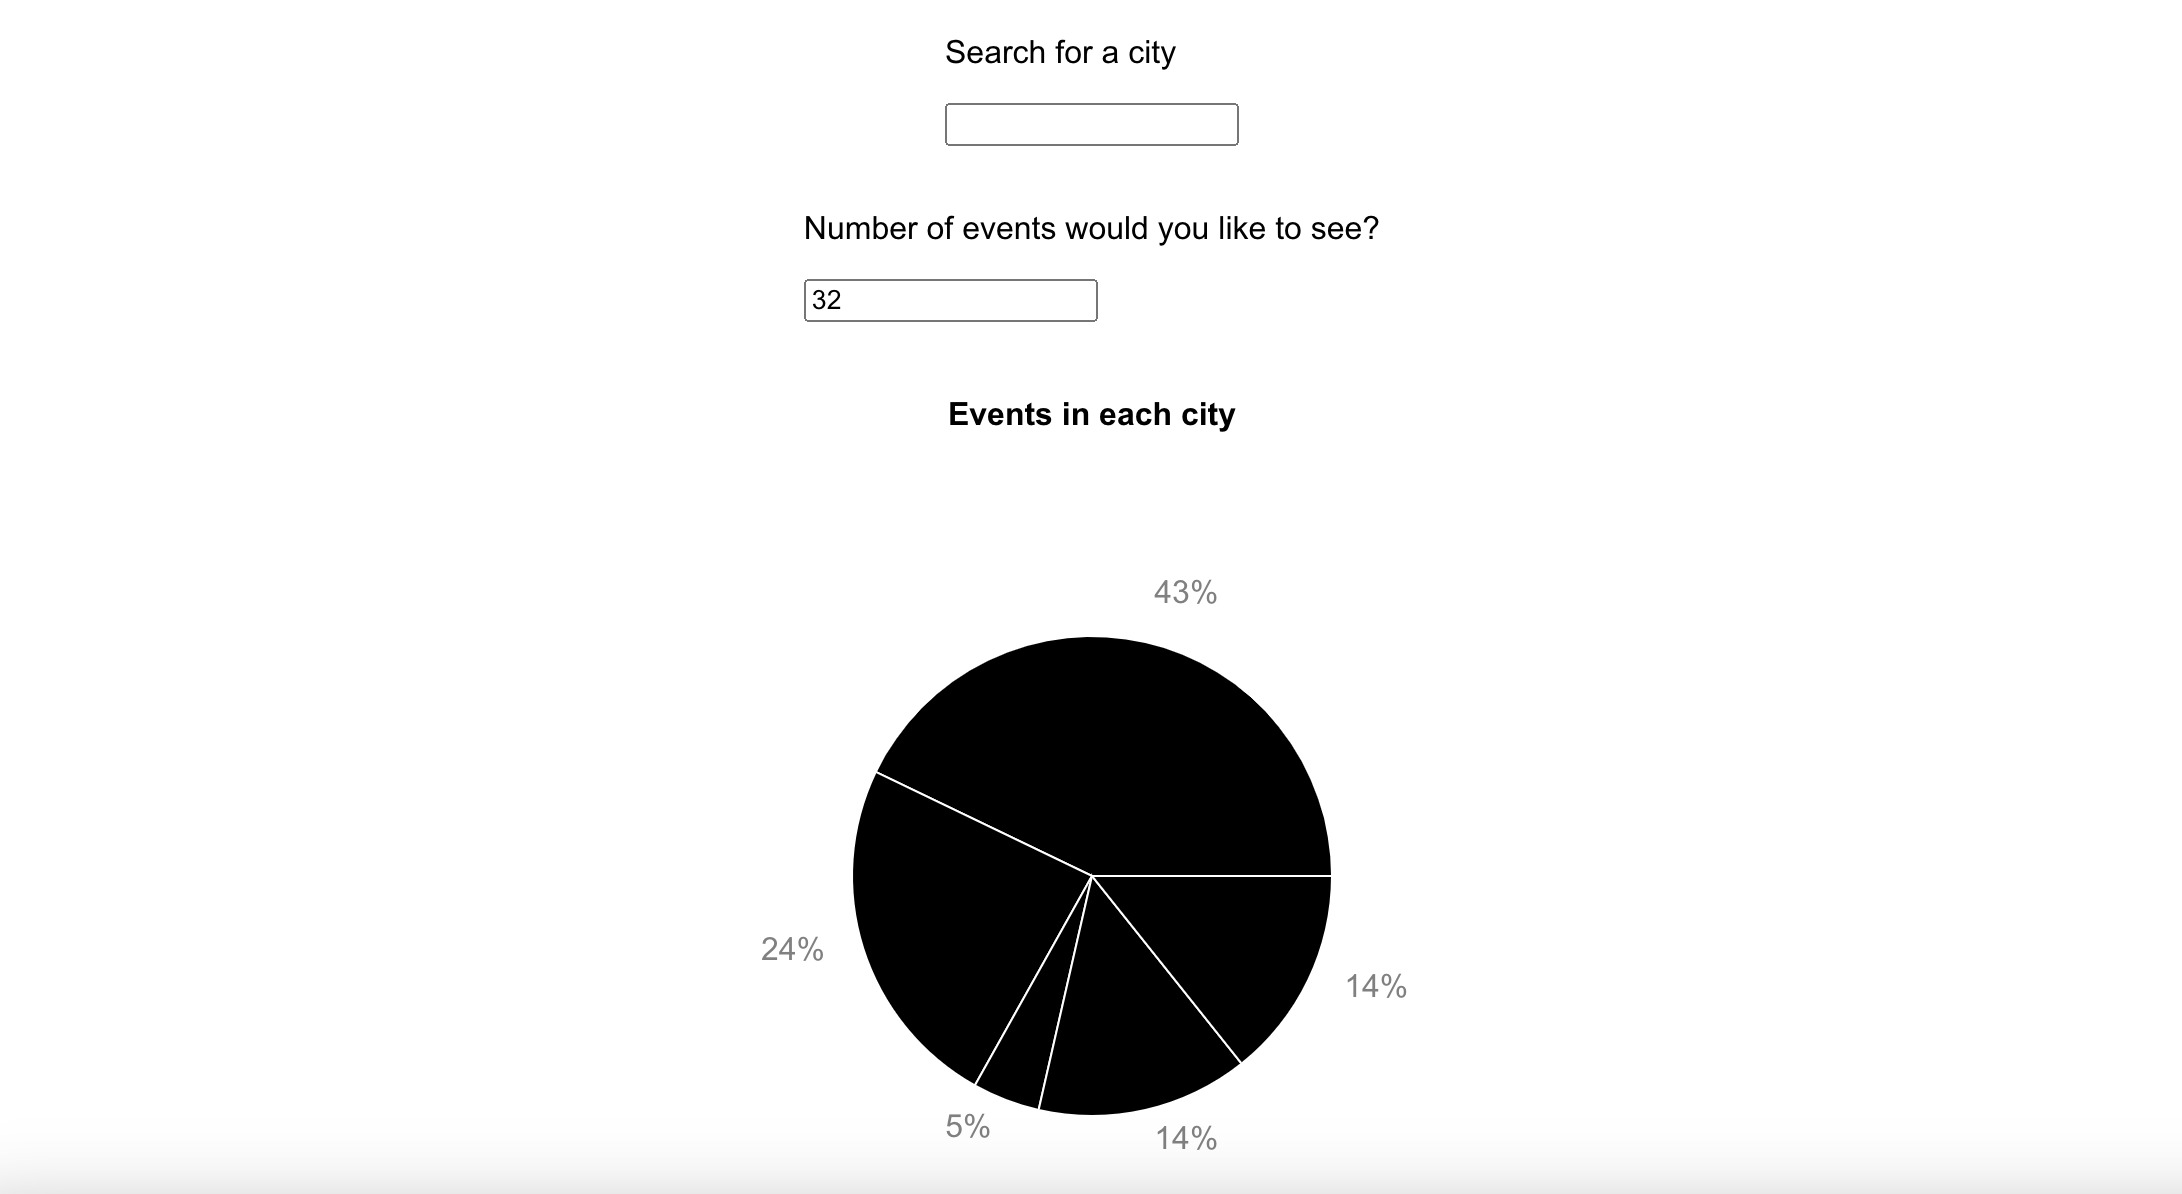 Search for a city
Number of events would you like to see?
32
Events in each city
43%
24%
14%
5%
14%